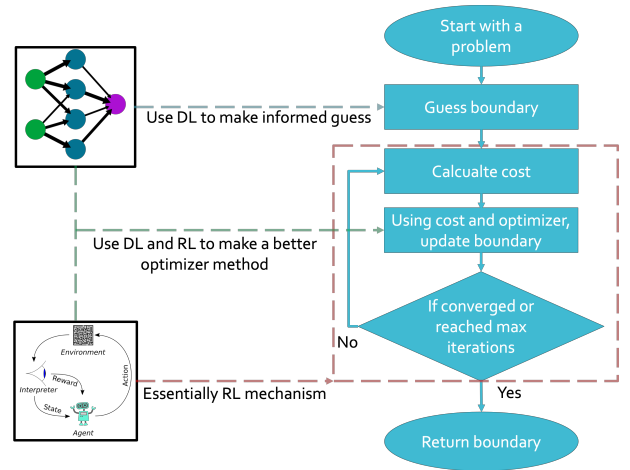 Start with a
problem
Guess boundary
Use DL to make informed guess
Calcualte cost
Using cost and optimizer,
update boundary
Use DL and RL to make a better
optimizer method
If converged or
reached max
iterations
No
Yes
Essentially RL mechanism
Return boundary
Environment
Reward
Interpreter
State
Action
Agent